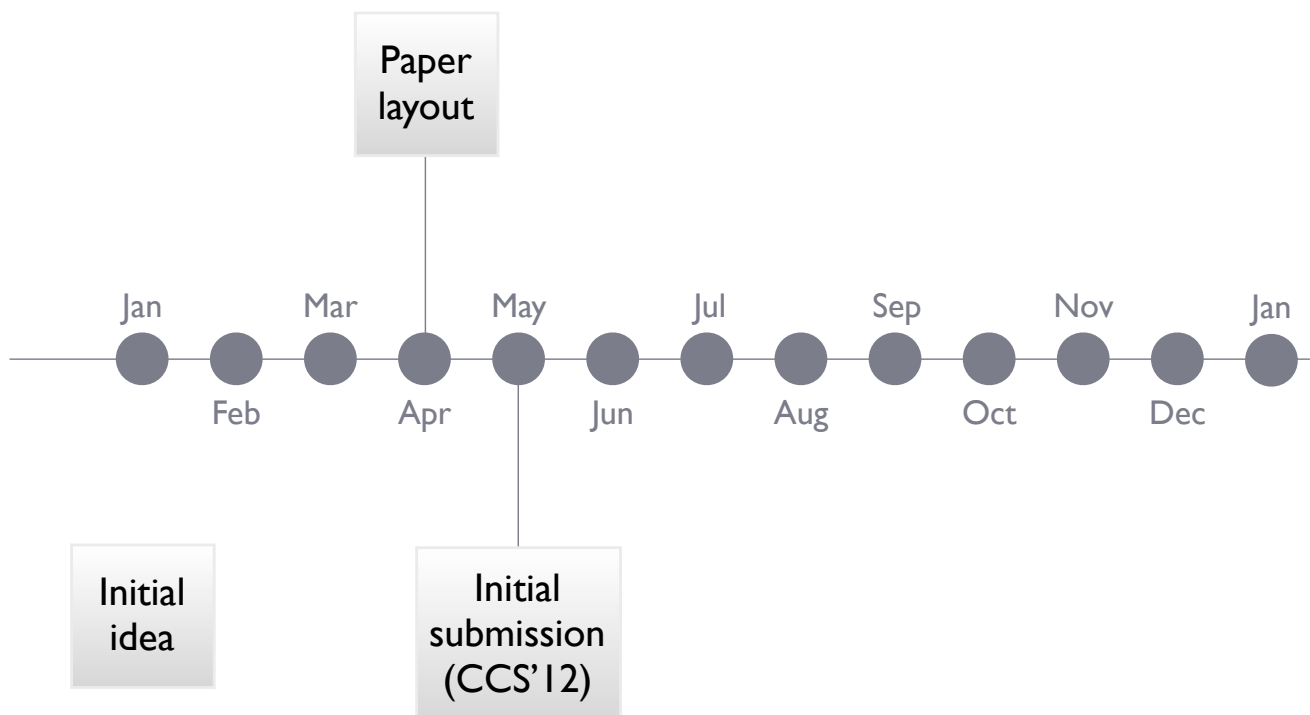 Paper
layout
Jan
Mar
May
Jul
Sep
Nov
Jan
Feb
Apr
Jun
Aug
Oct
Dec
Initial
idea
Initial
submission
(CCS’12)